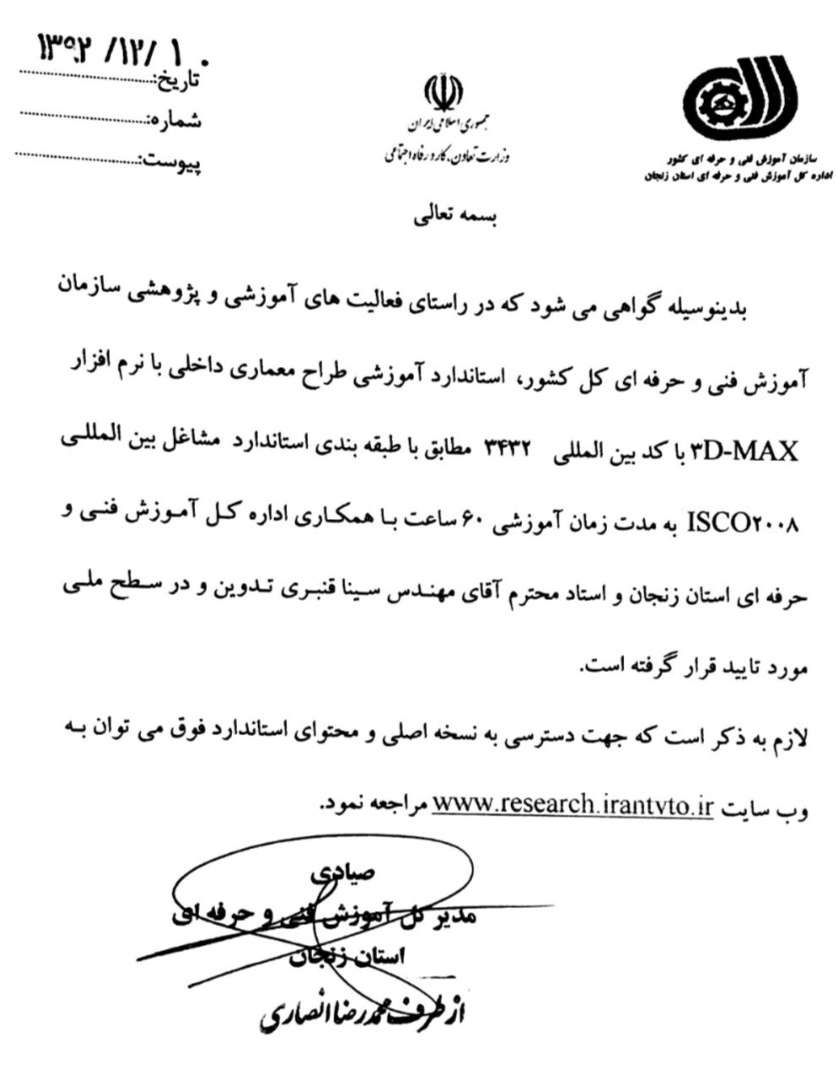 ۱۳۹۲/۱۲/۱۰
تاریخ:
شماره:
پیوست:
جمهوری اسلامی ایران
وزارت تعاون، کار و رفاه اجتماعی
سازمان آموزش فنی و حرفه ای کشور
اداره کل آموزش فنی و حرفه ای استان زنجان
بسمه تعالی
بدینوسیله گواهی می شود که در راستای فعالیت های آموزشی و پژوهشی سازمان
آموزش فنی و حرفه ای کل کشور، استاندارد آموزشی طراح معماری داخلی با نرم افزار
۳D-MAX با کد بین المللی ۳۴۳۲ مطابق با طبقه بندی استاندارد مشاغل بین المللی
ISCO۲۰۰۸ به مدت زمان آموزشی ۶۰ ساعت با همکاری اداره کل آموزش فنی و
حرفه ای استان زنجان و استاد محترم آقای مهندس سینا قنبری تدوین و در سطح ملی
مورد تایید قرار گرفته است.
لازم به ذکر است که جهت دسترسی به نسخه اصلی و محتوای استاندارد فوق می توان به
وب سایت www.research.irantvto.ir مراجعه نمود.
صیادی
مدیر کل آموزش فنی و حرفه ای
استان زنجان
از طرف محمدرضا انصاری